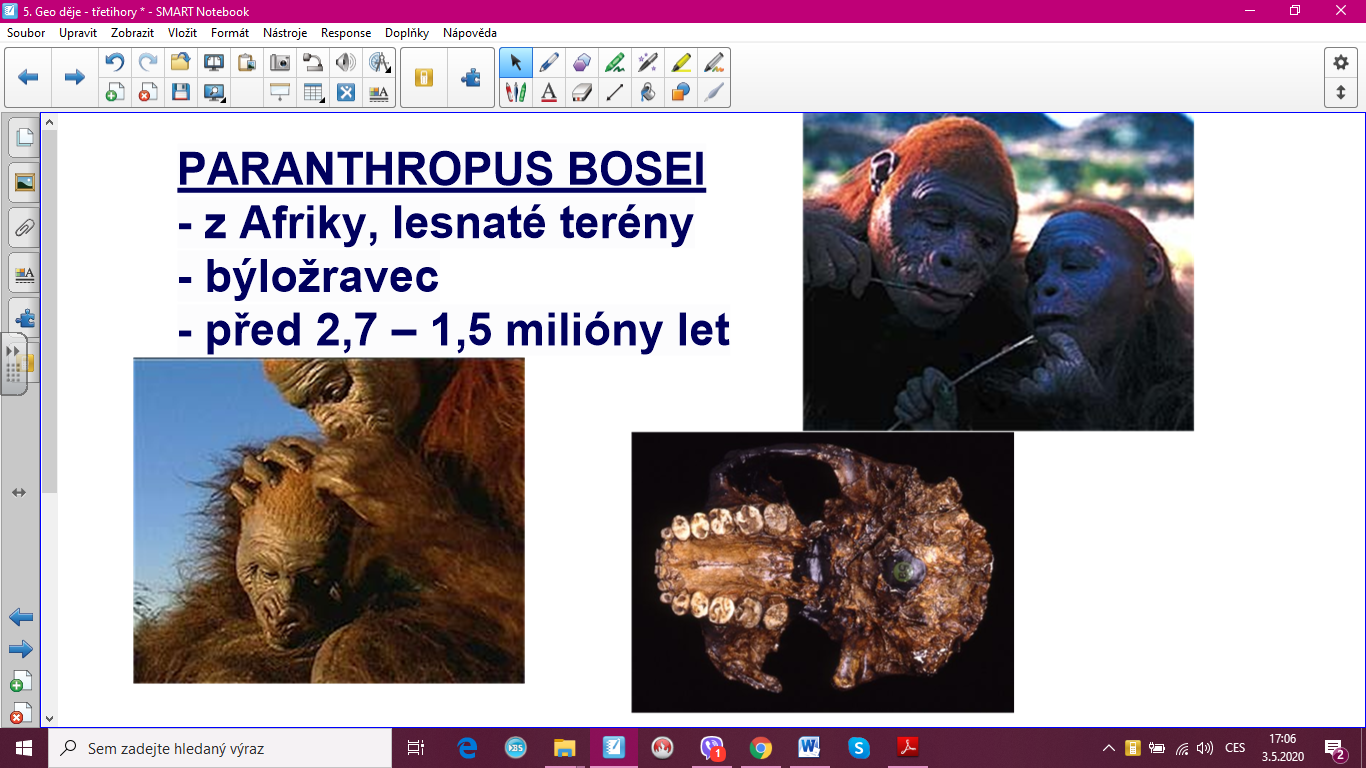 5. Geo děje - třetihory * - SMART Notebook
Soubor Upravit Zobrazit Vložit Formát Nástroje Response Doplňky Nápověda
PARANTHROPUS BOSEI
- z Afriky, lesnaté terény
- býložravec
- před 2,7 – 1,5 milióny let
Sem zadejte hledaný výraz
CES
17:06
3.5.2020